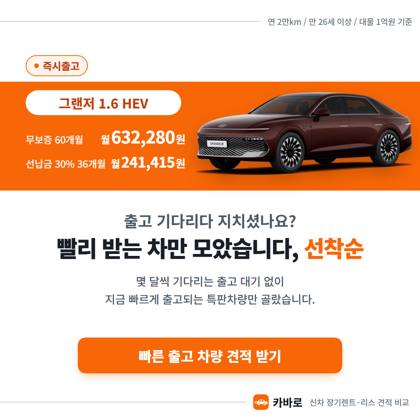 연 2만km / 만 26세 이상 / 대물 1억원 기준
즉시출고
그랜저 1.6 HEV
무보증 60개월 월 632,280원
선납금 30% 36개월 월 241,415원
출고 기다리다 지치셨나요?
빨리 받는 차만 모았습니다, 선착순
몇 달씩 기다리는 출고 대기 없이
지금 빠르게 출고되는 특판차량만 골랐습니다.
빠른 출고 차량 견적 받기
카바로 신차 장기렌트·리스 견적 비교